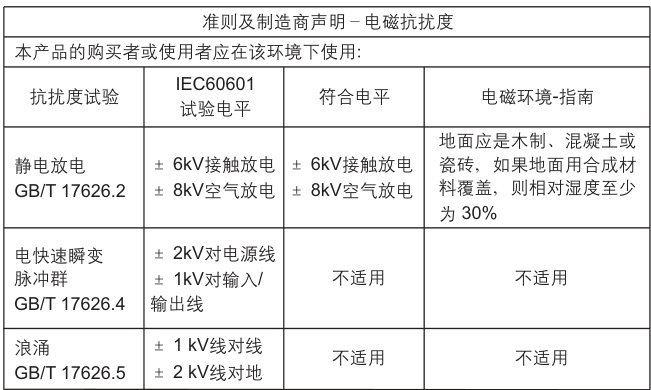 准则及制造商声明－电磁抗扰度
本产品的购买者或使用者应在该环境下使用:
抗扰度试验
IEC60601
试验电平
符合电平
电磁环境-指南
静电放电
GB/T 17626.2
± 6kV接触放电
± 8kV空气放电
± 6kV接触放电
± 8kV空气放电
地面应是木制、混凝土或
瓷砖，如果地面用合成材
料覆盖，则相对湿度至少
为 30%
电快速瞬变
脉冲群
GB/T 17626.4
± 2kV对电源线
± 1kV对输入/
输出线
不适用
不适用
浪涌
GB/T 17626.5
± 1 kV线对线
± 2 kV线对地
不适用
不适用